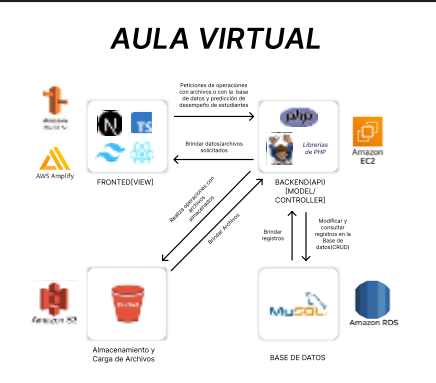 AULA VIRTUAL
Peticiones de operaciones
con archivos o con la base
de datos y predicción de
desempeño de estudiantes
TS
php
Librerías
de PHP
Amazon
EC2
AWS Amplify
Brindar datos/archivos
solicitados
FRONTED[VIEW]
BACKEND(API)
[MODEL/
CONTROLLER]
Realiza operaciones con
archivos
almacenados
Brindar Archivos
Brindar
registros
Modificar y
consultar
registros en la
Base de
datos(CRUD)
Amazon S3
MySQL
Amazon RDS
Almacenamiento y
Carga de Archivos
BASE DE DATOS